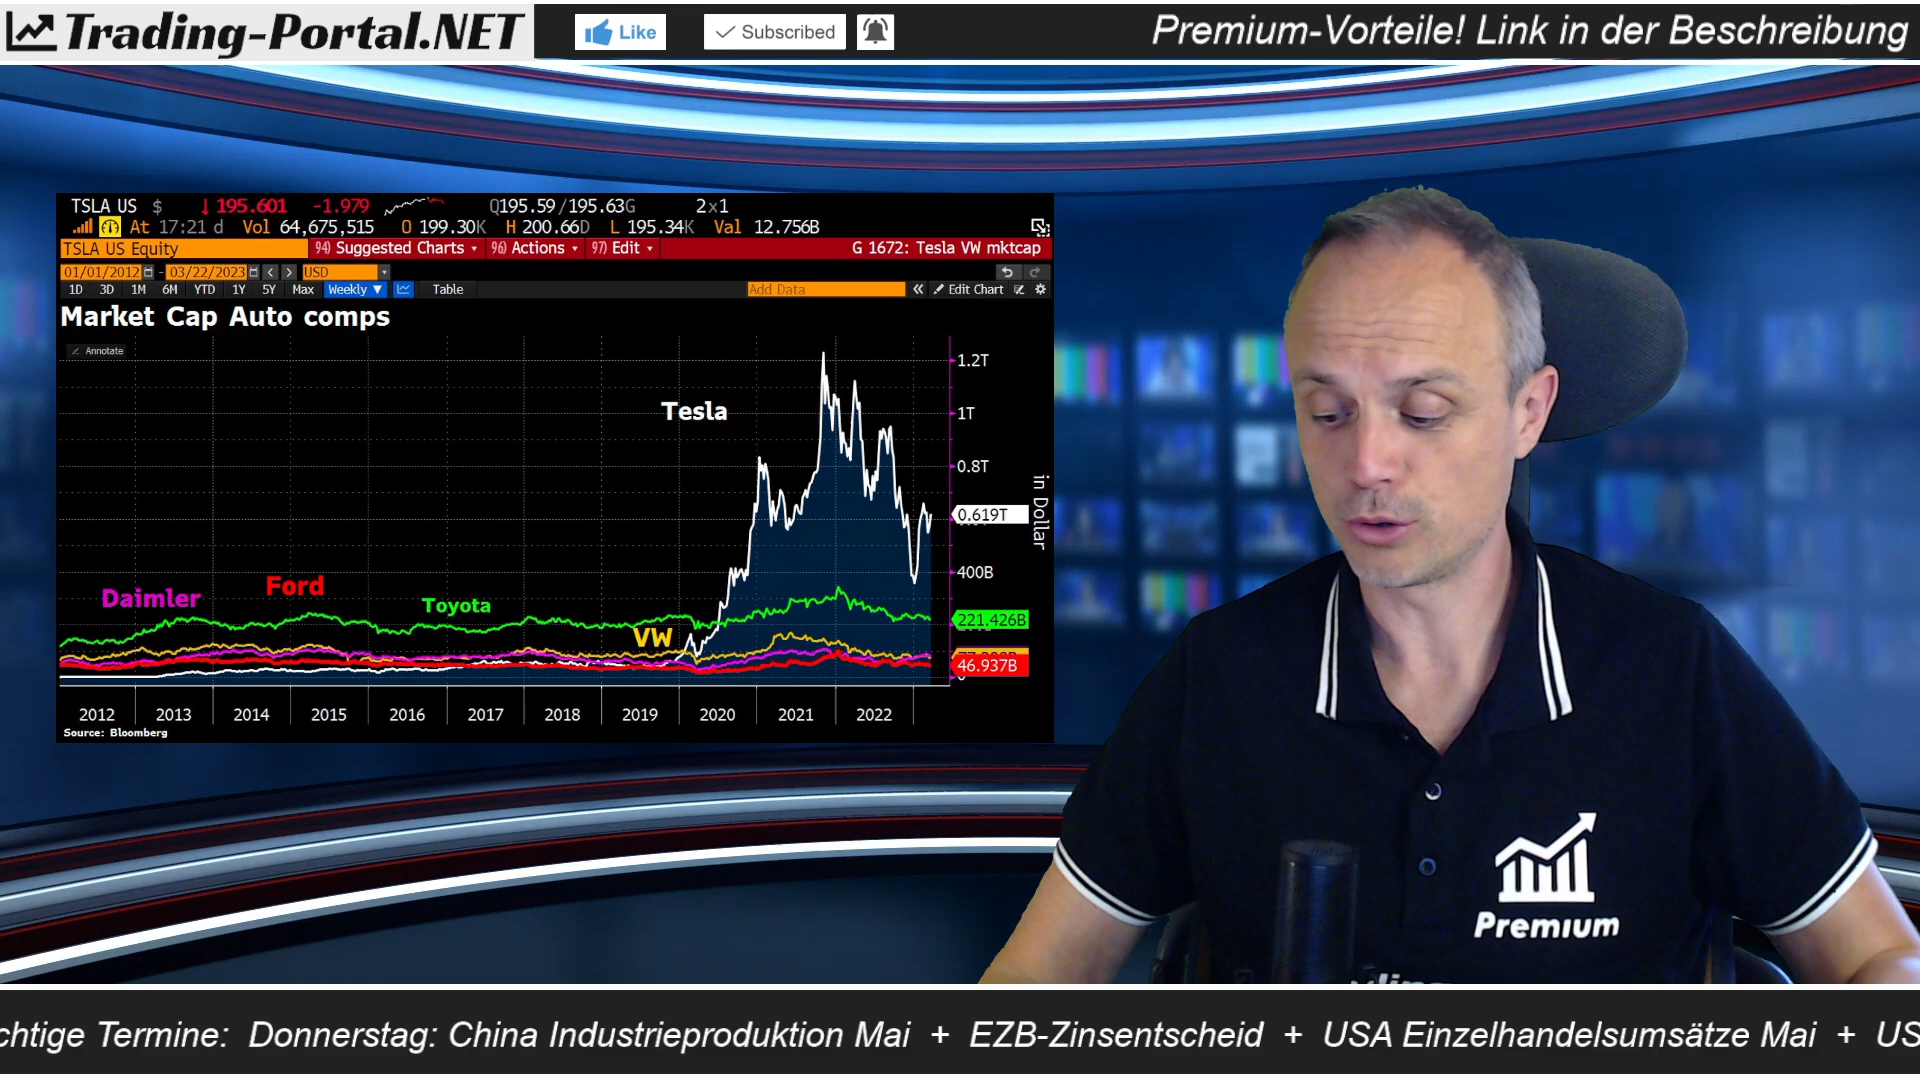 Trading-Portal.NET
Like
Subscribed
Premium-Vorteile! Link in der Beschreibung
TSLA US $ ↓195.601 -1.979 Q195.59/195.63G 2x1
At 17:21 d Vol 64,675,515 O 199.30K H 200.66D L 195.34K Val 12.756B
TSLA US Equity 94) Suggested Charts 96) Actions 97) Edit G 1672: Tesla VW mktcap
01/01/2012 - 03/22/2023 < > USD
1D 3D 1M 6M YTD 1Y 5Y Max Weekly ▼ Table Add Data « Edit Chart
Market Cap Auto comps
Annotate
1.2T
Tesla
1T
0.8T
in Dollar
0.619T
400B
Daimler
Ford
Toyota
221.426B
VW
46.937B
0
2012 2013 2014 2015 2016 2017 2018 2019 2020 2021 2022
Source: Bloomberg
Premium
chtige Termine: Donnerstag: China Industrieproduktion Mai + EZB-Zinsentscheid + USA Einzelhandelsumsätze Mai + US